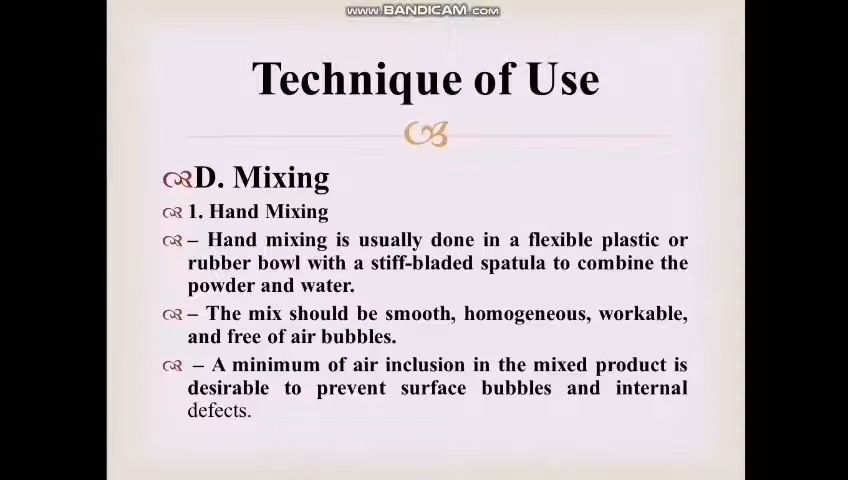 www.BANDICAM.com
Technique of Use
D. Mixing
1. Hand Mixing
– Hand mixing is usually done in a flexible plastic or
rubber bowl with a stiff-bladed spatula to combine the
powder and water.
– The mix should be smooth, homogeneous, workable,
and free of air bubbles.
– A minimum of air inclusion in the mixed product is
desirable to prevent surface bubbles and internal
defects.